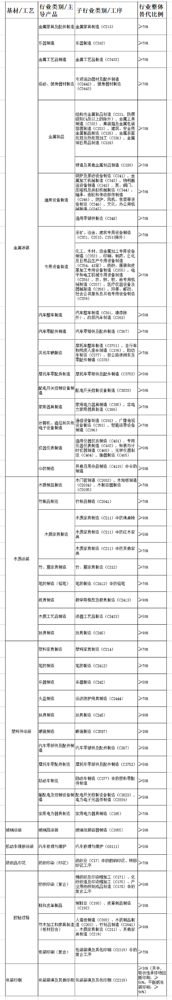 基材/工艺
行业类别/主
导产品
子行业类别/工序
行业整体
替代比例
金属涂装
金属家具及配件制造 金属家具制造（C213） ≥70%
乐器制造 乐器制造（C242） ≥70%
金属工艺品制造 金属工艺品制造（C2432） ≥70%
运动、健身器材制造
专项运动器材及配件制造
（C2442），健身器材制造
（C2443）
≥70%
金属制品
结构性金属制品制造（C331，防腐
级别C4及以上的除外），金属工具
制造（C332），集装箱及金属包装
容器制造（C333），建筑、安全用
金属制品制造（C335），金属表面
处理及热处理加工（C336），金属
制日用品制造（C338）
≥70%
铸造及其他金属制品制造（C339） ≥70%
通用设备制造
锅炉及原动设备制造（C341），金
属加工机械制造（C342），物料搬
运设备制造（C343），泵、阀门、
压缩机及类似机械制造（C344），
轴承、齿轮和传动部件制造
（C345），烘炉、风机、包装等设
备制造（C346），文化、办公用机
械制造（C347）
≥70%
通用零部件制造（C348） ≥70%
专用设备制造
采矿、冶金、建筑专用设备制造
（C351，C3512、C3513除外）
≥70%
化工、木材、非金属加工专用设备
制造（C352），印刷、制药、日化
及日用品生产专用设备制造
（C354，41家），纺织、服装和皮
革加工专用设备制造（C355），电
子和电工机械专用设备制造
（C356），农、林、牧、渔专用机
械制造（C357），医疗仪器设备及
器械制造（C358），环保、邮政、
社会公共服务及其他专用设备制造
（C359）
≥70%
汽车整车制造
汽车整车制造（C361，清漆除
外），改装汽车制造（C363）
≥50%
汽车零配件制造 汽车零部件及配件制造（C367） ≥70%
其他车辆制造
摩托车整车制造（C3751），自行车
和残疾人座车制造（C376），助动
车制造（C377），非公路休闲车及
零配件制造（C378）
≥70%
摩托车零配件制造 摩托车零部件及配件制造（C3752） ≥50%
配电开关控制设备制
造
配电开关控制设备制造（C3823） ≥50%
家用器具制造
家用电力器具制造（C385），非电
力家用器具制造（C386）
≥70%
计算机、通信和其他
电子设备制造
通信设备制造（C392），广播电视
设备制造（C393），智能消费设备
制造（C396）
≥70%
仪器仪表制造
通用仪器仪表制造（C401），专用
仪器仪表制造（C402），钟表与计
时仪器制造（C403），光学仪器制
造（C404），衡器制造（C405）
≥50%
伞的制造
其他日用杂品制造（C4119）中伞的
制造
≥50%
木质涂装
木质制品制造
木门窗制造（C2032），木地板制造
（C2034），木制容器制造
（C2035）
≥70%
竹制品制造 竹制品制造（C2041） ≥70%
木质家具制造
木质家具制造（C211）中的课桌椅 ≥90%
木质家具制造（C211）中的红木家
具
≥50%
木质家具制造（C211）中的其他家
具
≥70%
竹、藤家具制造 竹、藤家具制造（C212） ≥70%
笔的制造（铅笔） 笔的制造（C2412）中的铅笔 ≥70%
教具制造 教学用模型及教具制造（C2413） ≥90%
木质工艺品制造 漆器工艺品制造（C2433） ≥50%
玩具制造 玩具制造（C245） ≥90%
塑料件涂装
塑料家具制造 塑料家具制造（C214） ≥70%
笔的制造 笔的制造（C2412） ≥70%
乐器制造 乐器制造（C242） ≥50%
头盔制造 运动防护用具制造（C2444） ≥70%
玩具制造 玩具制造（C245） ≥90%
眼镜制造 眼镜制造（C3587） ≥30%
汽车零部件及配件制
造
汽车零部件及配件制造（C367） ≥50%
摩托车零配件制造 摩托车零部件及配件制造（C3752） ≥50%
助动车制造
助动车制造（C377）中的塑料零配
件制造
≥50%
输配电及控制设备制
造
配电开关控制设备制造（C3823），
电力电子元器件制造（C3824）
≥50%
家用电力器具制造 家用电力器具制造（C385） ≥70%
玻璃涂装 玻璃瓶涂装 玻璃包装容器制造（C3055） ≥30%
机动车维修涂装 汽车修理与维护 汽车修理与维护（O8111） ≥50%
纺织品印花 纺织印染（印花）
纺织业（C17）中的数码印花、转移
印花工序
≥70%
胶粘过程
纺织印染（复合）
棉纺织及印染精加工（C171）、化
纤织造及印染精加工（C175）、产
业用纺织制成品制造（C178）中的
复合工序
≥50%
鞋和皮革制品
制鞋业（C195）、皮革制品制造
（C192）
≥30%
竹木加工和家具制造
（板材胶合）
人造板制造（C202）、木质制品制
造（C203）、竹制品制造（C2041）
、木质家具制造（C211）、其他家
具制造（C219）
≥90%
包装印刷（复合）
包装装潢及其他印刷（C2319）中的
复合工序
≥75%
包装印刷 包装装潢及其他印刷 包装装潢及其他印刷（C2319）
≥30%（其中，
吸收性承印物凹
版印刷，≥
50%；平版纸包
装印刷，≥
90%）